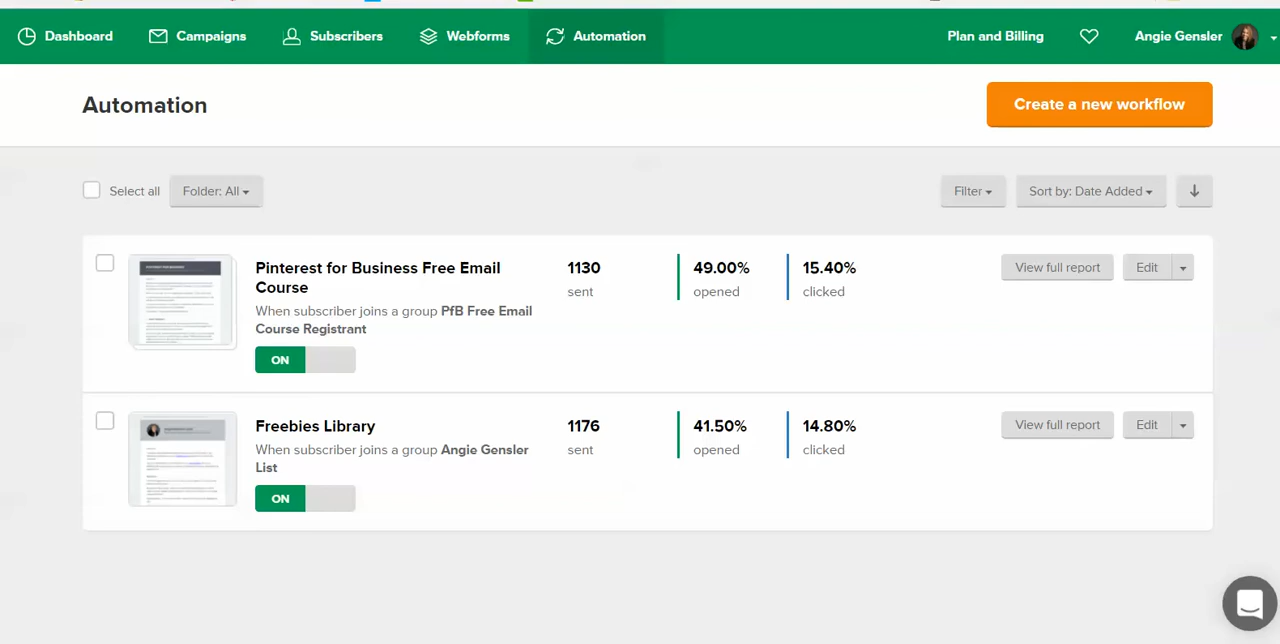 Dashboard Campaigns Subscribers Webforms Automation Plan and Billing Angie Gensler
Automation
Create a new workflow
Select all Folder: All Filter Sort by: Date Added
Pinterest for Business Free Email
Course
1130 49.00% 15.40%
sent opened clicked
View full report Edit
When subscriber joins a group PfB Free Email
Course Registrant
ON
Freebies Library 1176 41.50% 14.80% View full report Edit
When subscriber joins a group Angie Gensler
List
sent opened clicked
ON